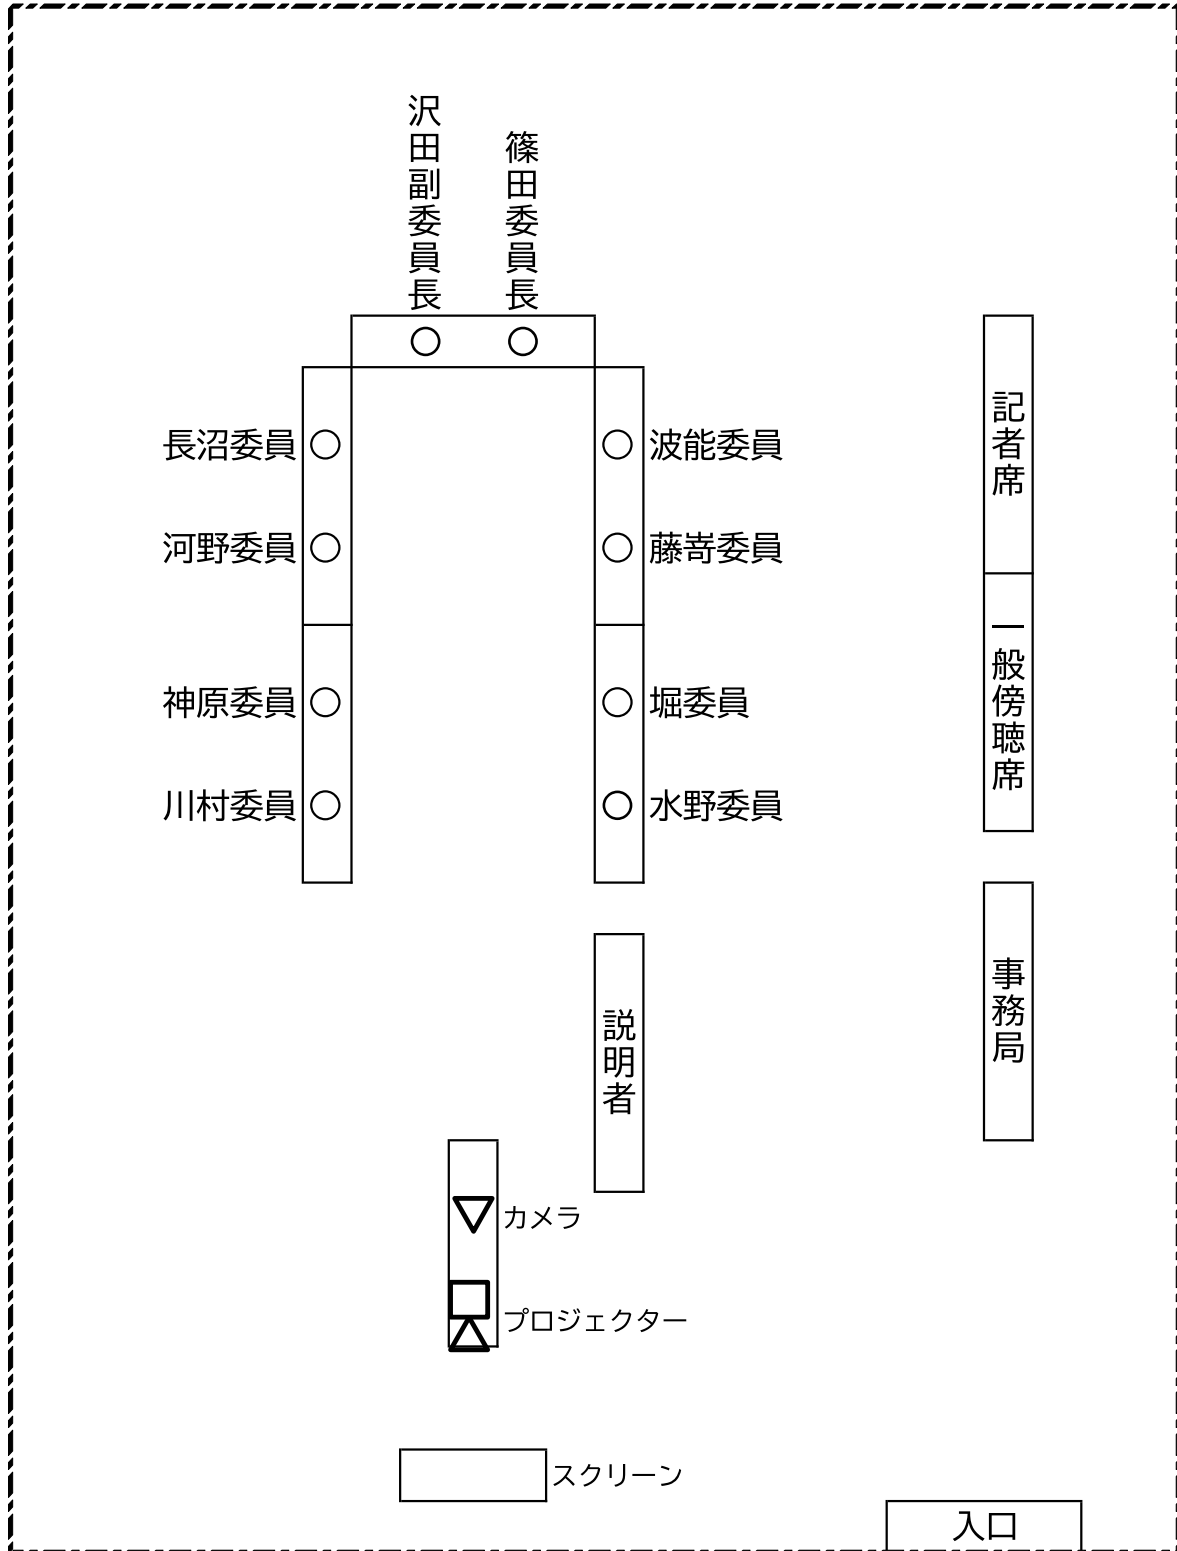 沢田副委員長
篠田委員長
長沼委員
波能委員
河野委員
藤嵜委員
神原委員
堀委員
川村委員
水野委員
記者席
一般傍聴席
事務局
説明者
カメラ
プロジェクター
スクリーン
入口